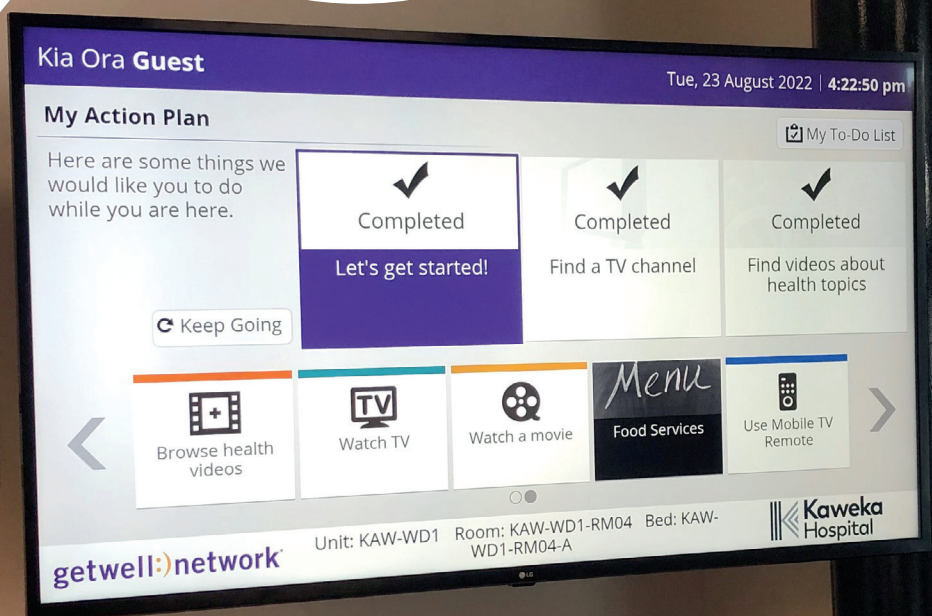 Kia Ora Guest
Tue, 23 August 2022 | 4:22:50 pm
My Action Plan
My To-Do List
Here are some things we
would like you to do
while you are here.
Keep Going
Completed
Let's get started!
Completed
Find a TV channel
Completed
Find videos about
health topics
Browse health
videos
TV
Watch TV
Watch a movie
Menu
Food Services
Use Mobile TV
Remote
getwell:)network
Unit: KAW-WD1 Room: KAW-WD1-RM04 Bed: KAW-
WD1-RM04-A
Kaweka
Hospital
LG